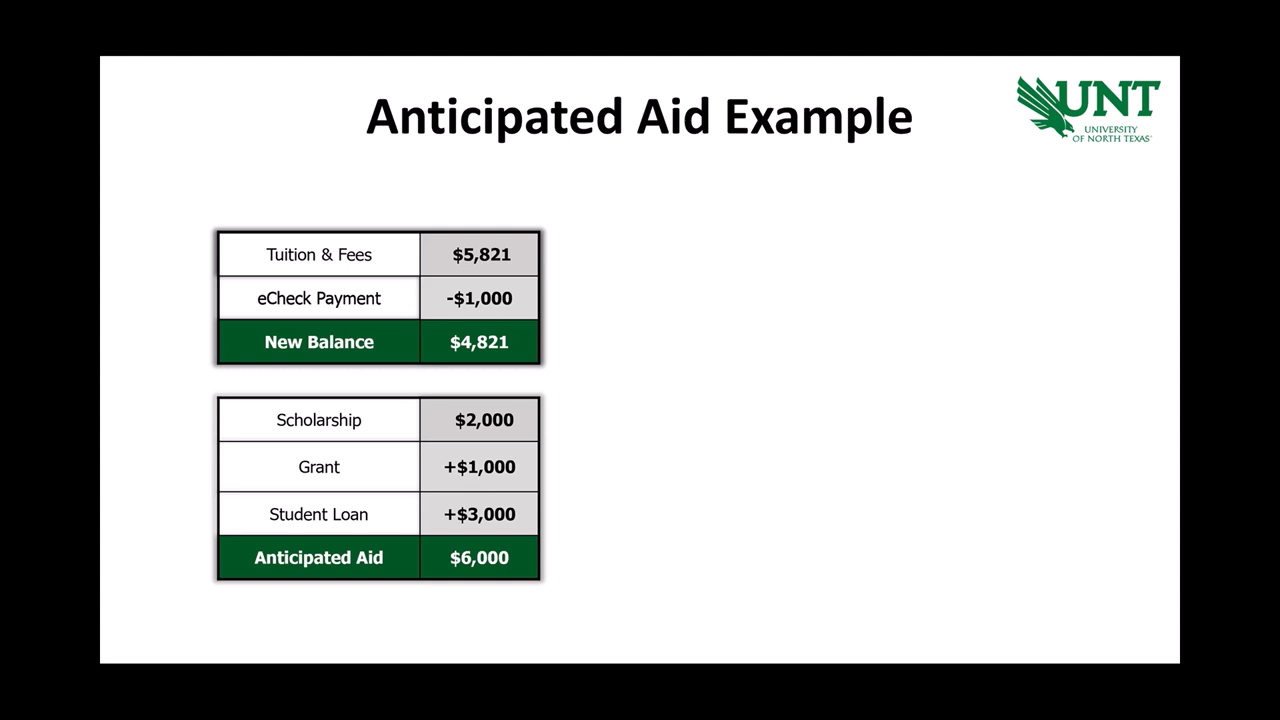 Anticipated Aid Example
UNT
UNIVERSITY
OF NORTH TEXAS
Tuition & Fees $5,821
eCheck Payment -$1,000
New Balance $4,821
Scholarship $2,000
Grant +$1,000
Student Loan +$3,000
Anticipated Aid $6,000